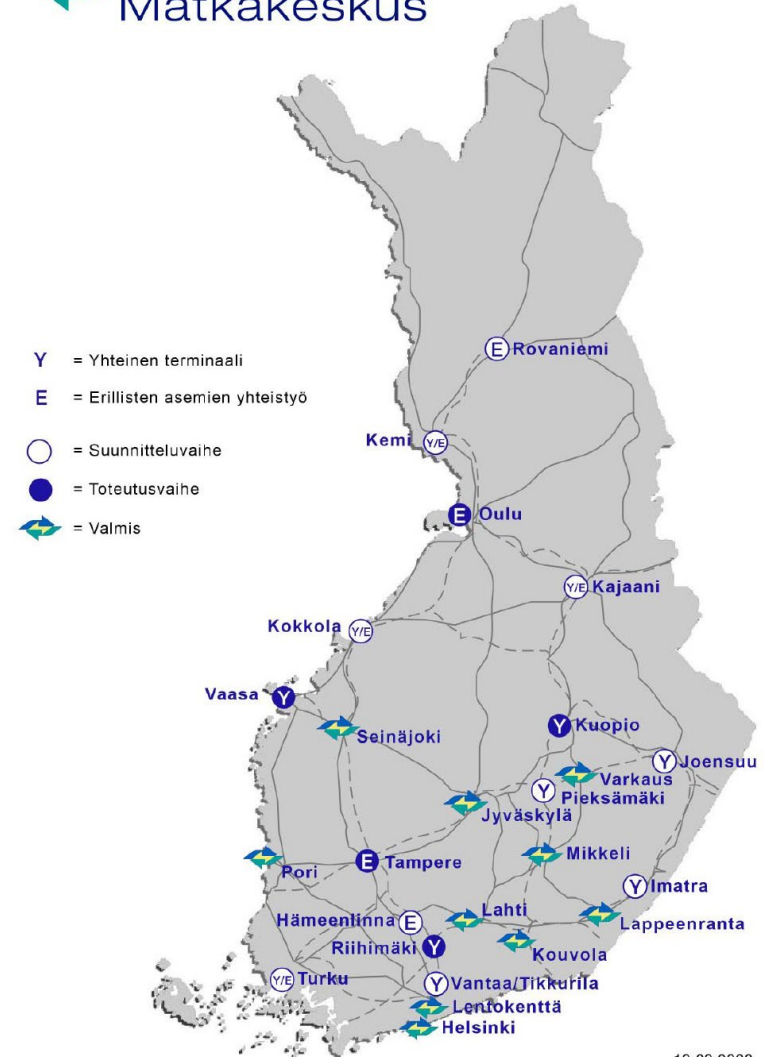 Matkakeskus
Y = Yhteinen terminaali
E = Erillisten asemien yhteistyö
= Suunnitteluvaihe
= Toteutusvaihe
= Valmis
E Rovaniemi
Kemi Y/E
E Oulu
Y/E Kajaani
Kokkola Y/E
Vaasa Y
Y Kuopio
Seinäjoki
Y Joensuu
Varkaus
Y Pieksämäki
Jyväskylä
Mikkeli
E Tampere
Pori
Y Imatra
Lahti
Hämeenlinna E
Lappeenranta
Riihimäki Y
Kouvola
Y/E Turku
Y Vantaa/Tikkurila
Lentokenttä
Helsinki